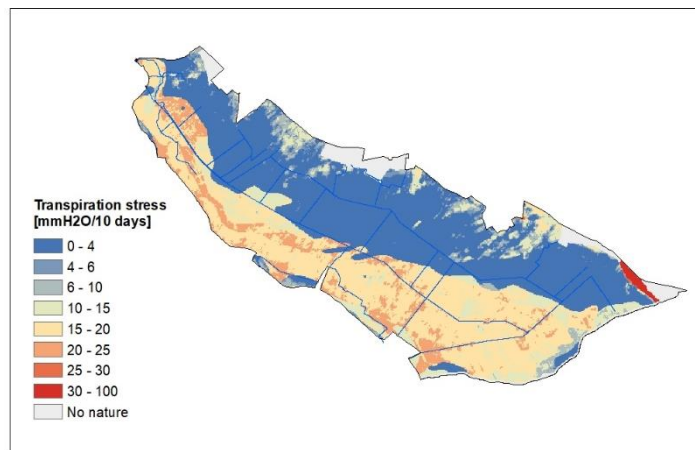 Transpiration stress
[mmH2O/10 days]
0 - 4
4 - 6
6 - 10
10 - 15
15 - 20
20 - 25
25 - 30
30 - 100
No nature